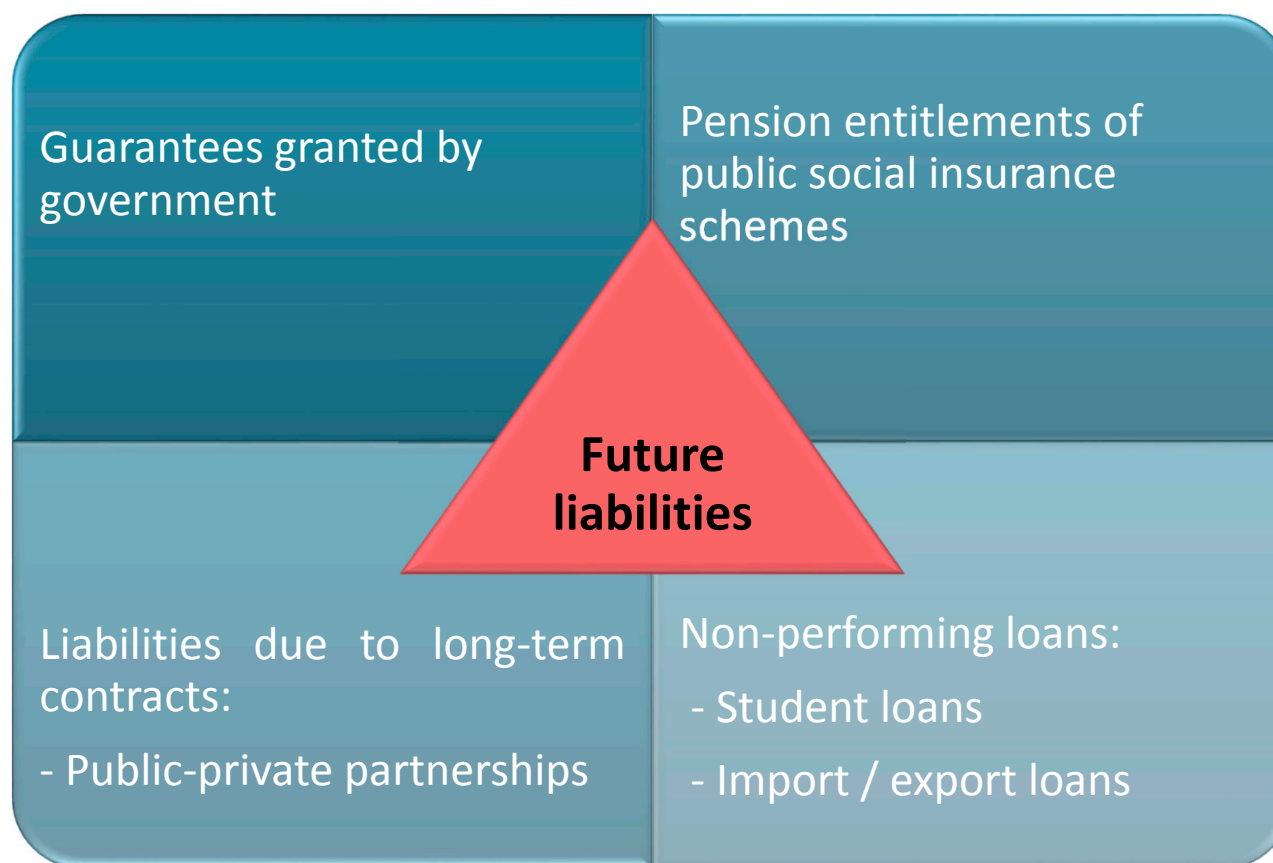 Guarantees granted by
government
Pension entitlements of
public social insurance
schemes
Future
liabilities
Liabilities due to long-term
contracts:
- Public-private partnerships
Non-performing loans:
- Student loans
- Import / export loans